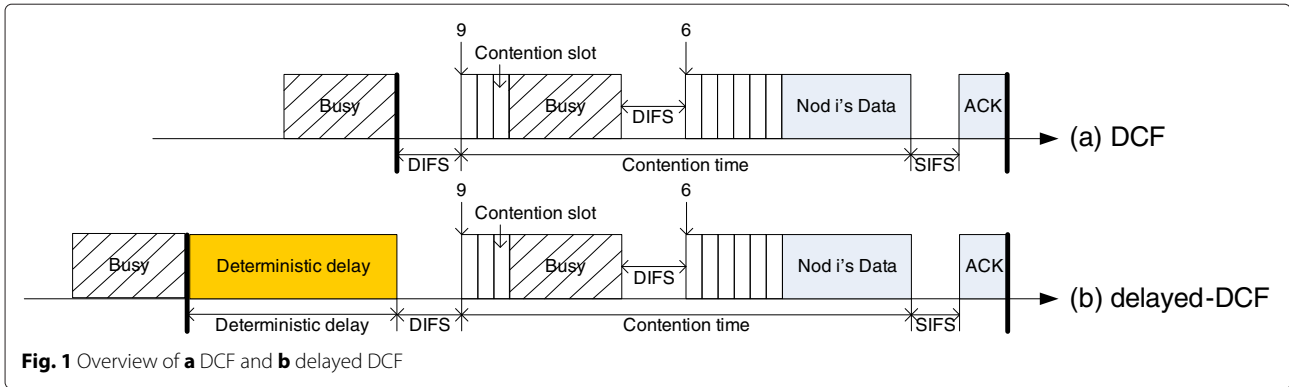 9
6
Contention slot
Busy
Busy
DIFS
Nod i's Data
ACK
(a) DCF
DIFS
Contention time
SIFS
9
6
Contention slot
Busy
Deterministic delay
Busy
DIFS
Nod i's Data
ACK
(b) delayed-DCF
Deterministic delay
DIFS
Contention time
SIFS
Fig. 1 Overview of a DCF and b delayed DCF